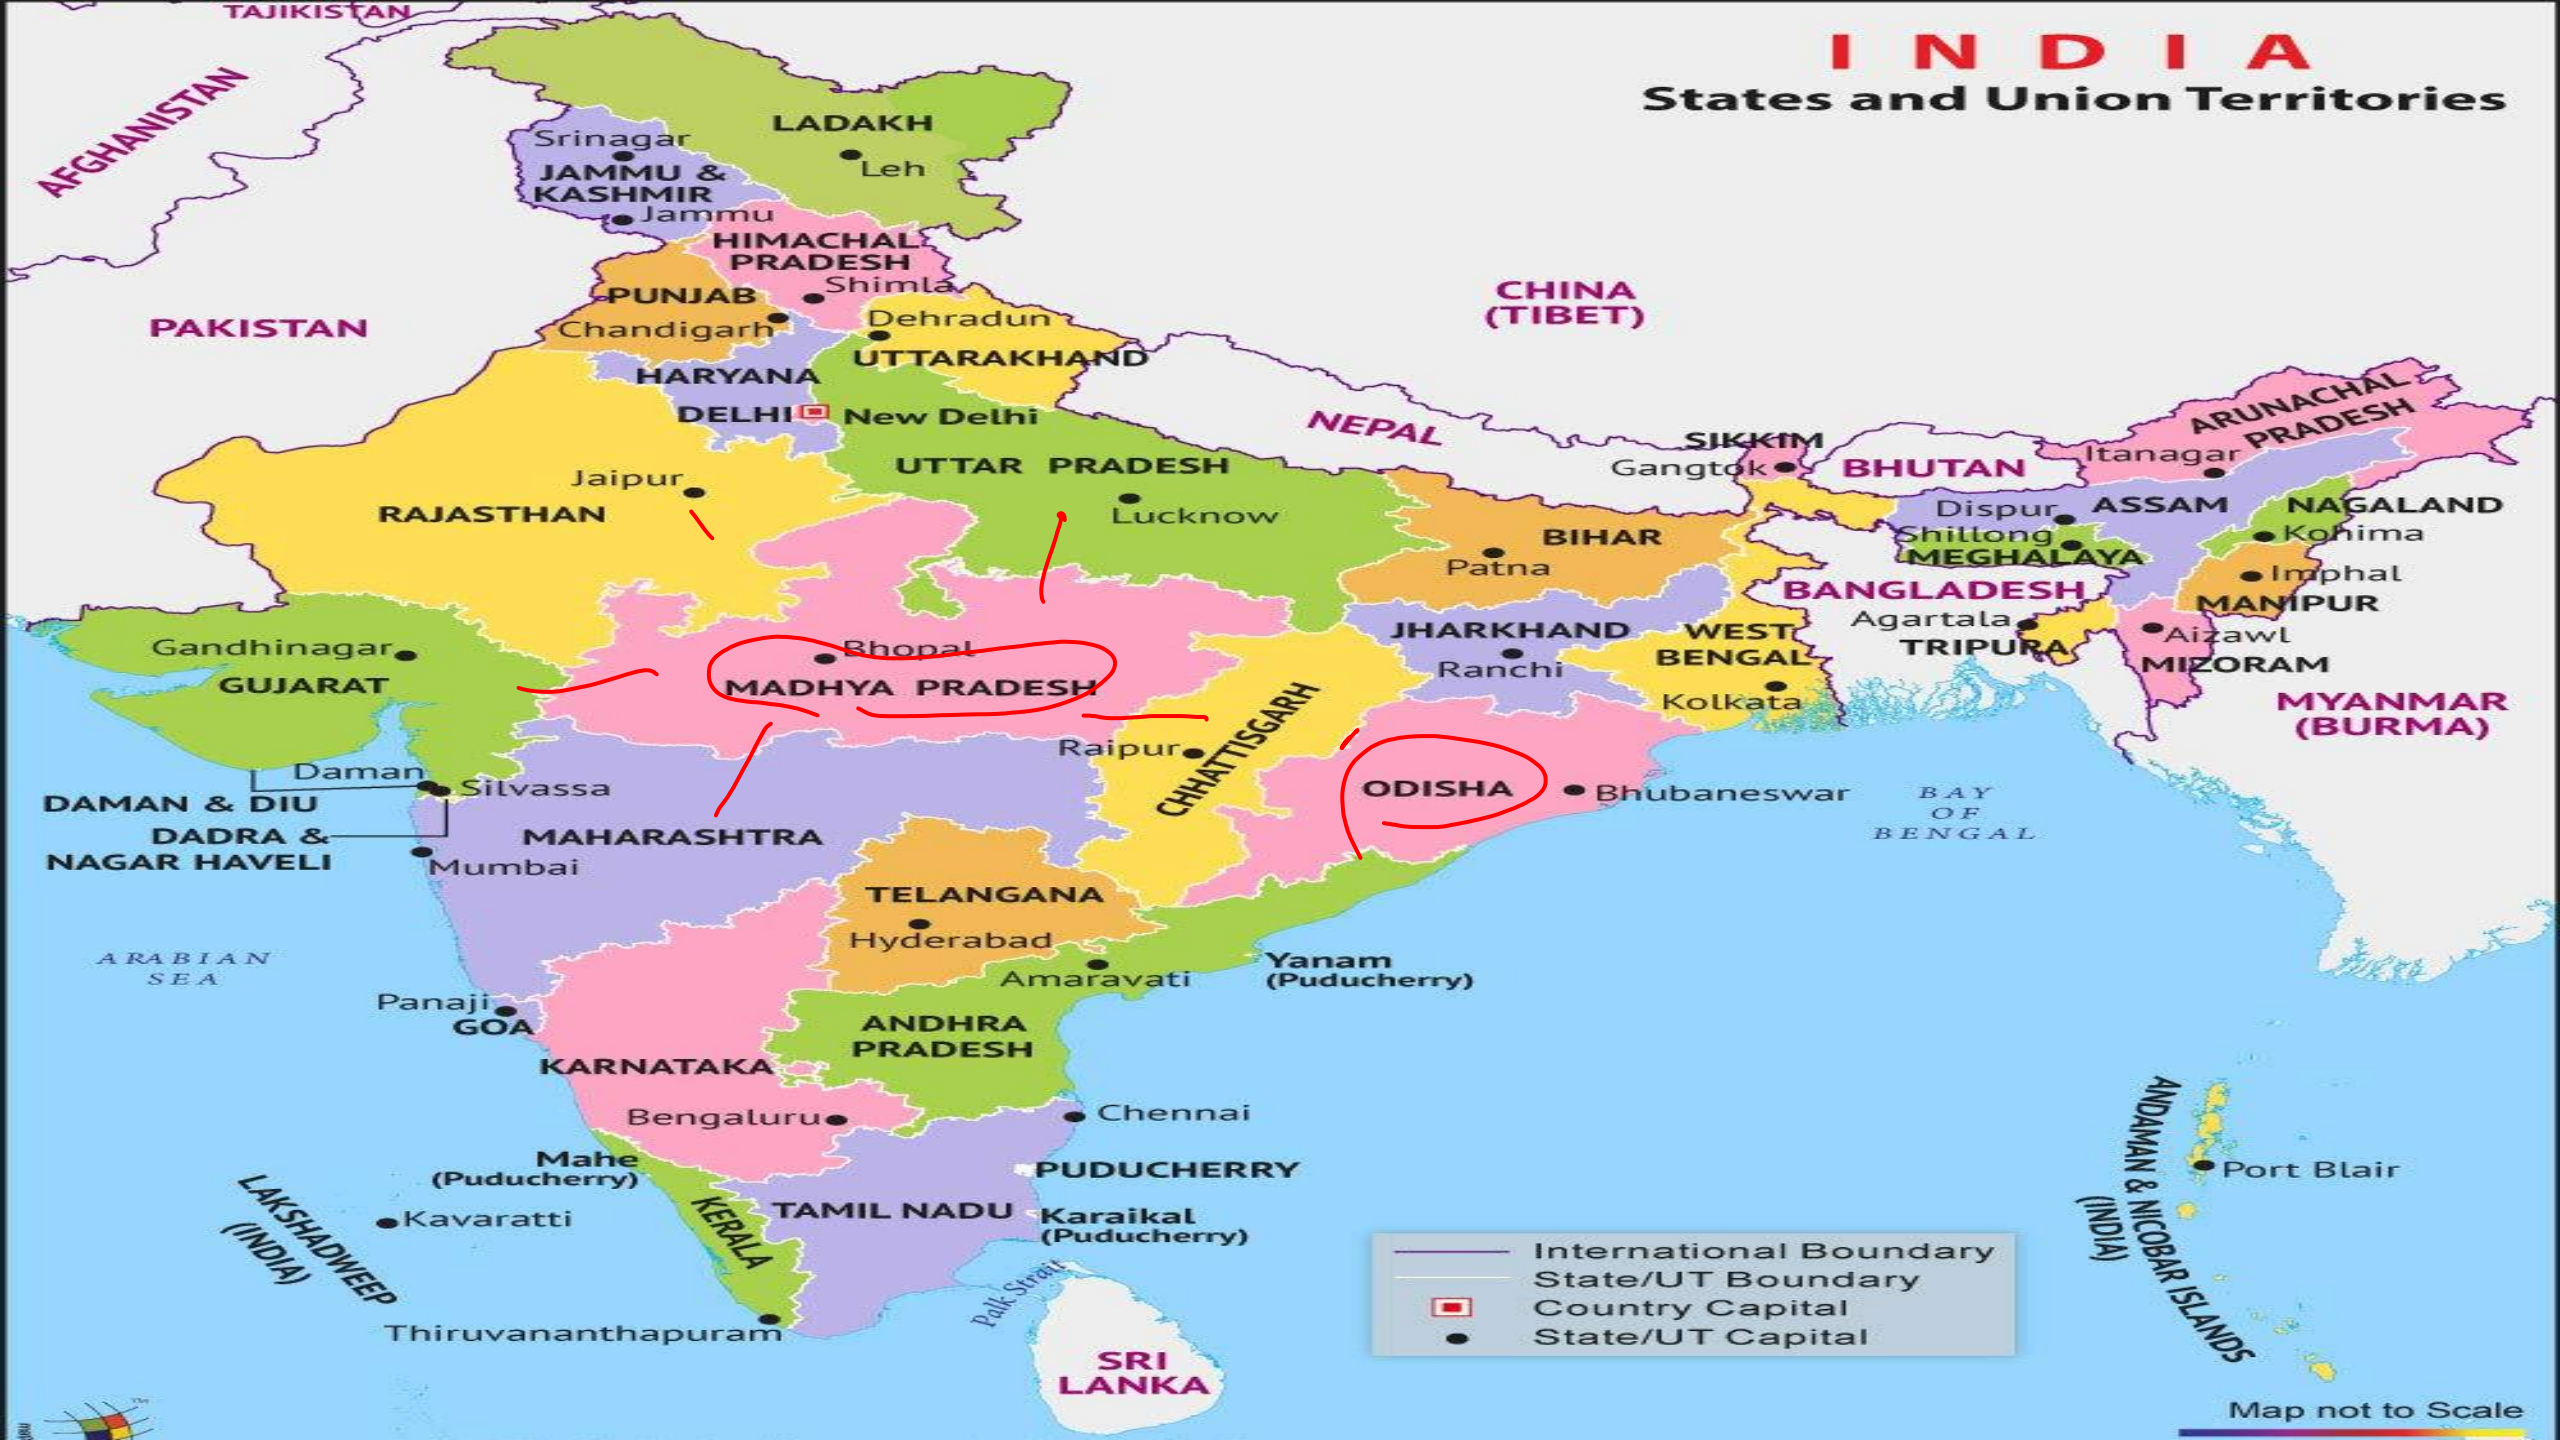 TAJIKISTAN
INDIA
States and Union Territories
AFGHANISTAN
LADAKH
Leh
Srinagar
JAMMU &
KASHMIR
Jammu
HIMACHAL
PRADESH
Shimla
PUNJAB
Chandigarh
CHINA
(TIBET)
PAKISTAN
Dehradun
UTTARAKHAND
HARYANA
DELHI
New Delhi
NEPAL
SIKKIM
Gangtok
BHUTAN
ARUNACHAL
PRADESH
Itanagar
UTTAR PRADESH
Lucknow
Jaipur
RAJASTHAN
BIHAR
Patna
Dispur
ASSAM
NAGALAND
Kohima
Shillong
MEGHALAYA
Imphal
MANIPUR
BANGLADESH
Agartala
TRIPURA
Aizawl
MIZORAM
JHARKHAND
Ranchi
WEST
BENGAL
Kolkata
MYANMAR
(BURMA)
Gandhinagar
GUJARAT
Bhopal
MADHYA PRADESH
Raipur
CHHATTISGARH
ODISHA
Bhubaneswar
BAY
OF
BENGAL
Daman
Silvassa
DAMAN & DIU
DADRA &
NAGAR HAVELI
MAHARASHTRA
Mumbai
TELANGANA
Hyderabad
ARABIAN
SEA
Amaravati
Yanam
(Puducherry)
Panaji
GOA
ANDHRA
PRADESH
KARNATAKA
Bengaluru
Chennai
Mahe
(Puducherry)
PUDUCHERRY
LAKSHADWEEP
(INDIA)
Kavaratti
KERALA
TAMIL NADU
Karaikal
(Puducherry)
Thiruvananthapuram
Palk Strait
SRI
LANKA
ANDAMAN & NICOBAR ISLANDS
(INDIA)
Port Blair
International Boundary
State/UT Boundary
Country Capital
State/UT Capital
Map not to Scale